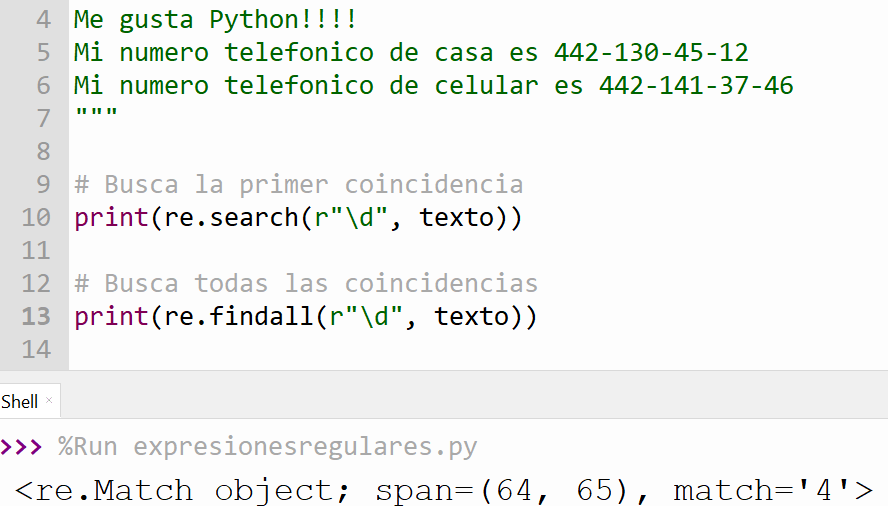 4 Me gusta Python!!!!
5 Mi numero telefonico de casa es 442-130-45-12
6 Mi numero telefonico de celular es 442-141-37-46
7 """
8
9 # Busca la primer coincidencia
10 print(re.search(r"\d", texto))
11
12 # Busca todas las coincidencias
13 print(re.findall(r"\d", texto))
14
Shell ×
>>> %Run expresionesregulares.py
<re.Match object; span=(64, 65), match='4'>